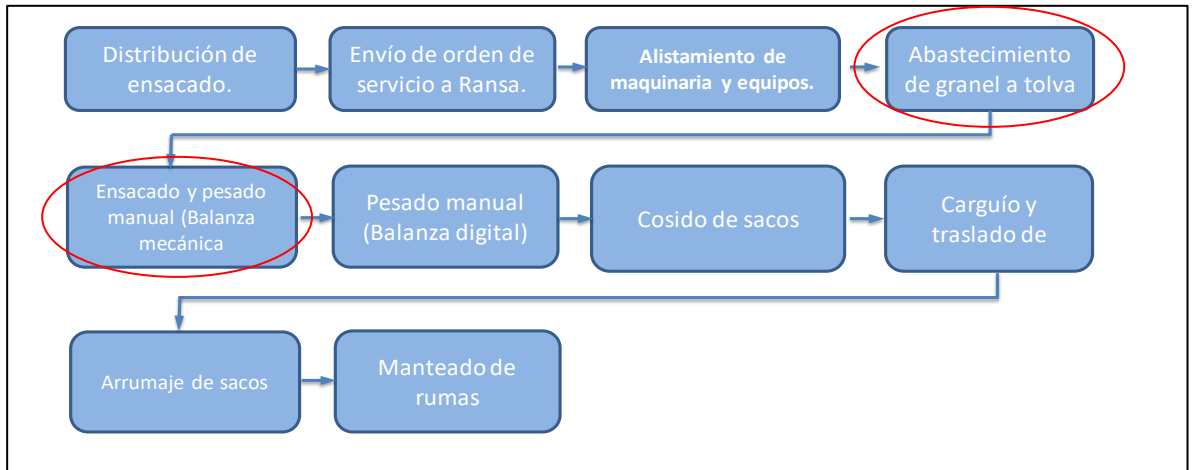 Distribución de
ensacado.
Envío de orden de
servicio a Ransa.
Alistamiento de
maquinaria y equipos.
Abastecimiento
de granel a tolva
Ensacado y pesado
manual (Balanza
mecánica
Pesado manual
(Balanza digital)
Cosido de sacos
Carguío y
traslado de
Arrumaje de sacos
Manteado de
rumas